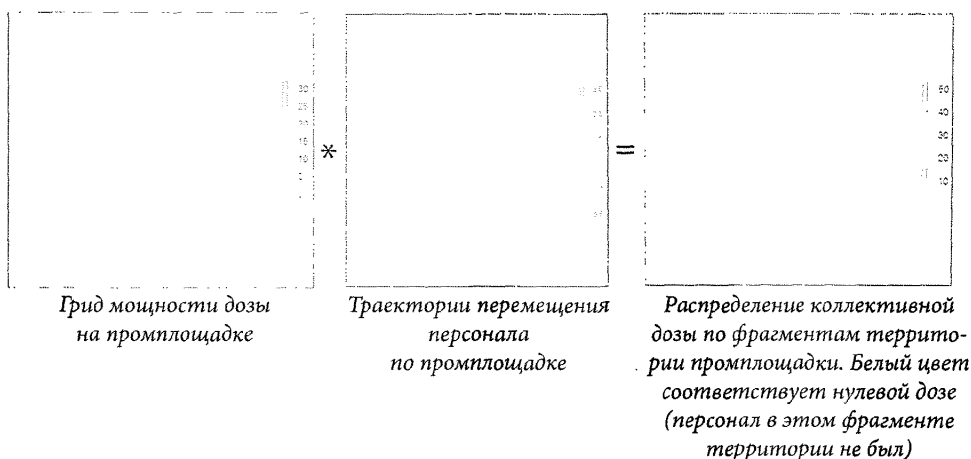 30
25
20
15
10
*
=
50
40
30
20
10
Грид мощности дозы
на промплощадке
Траектории перемещения
персонала
по промплощадке
Распределение коллективной
дозы по фрагментам террито-
рии промплощадки. Белый цвет
соответствует нулевой дозе
(персонал в этом фрагменте
территории не был)